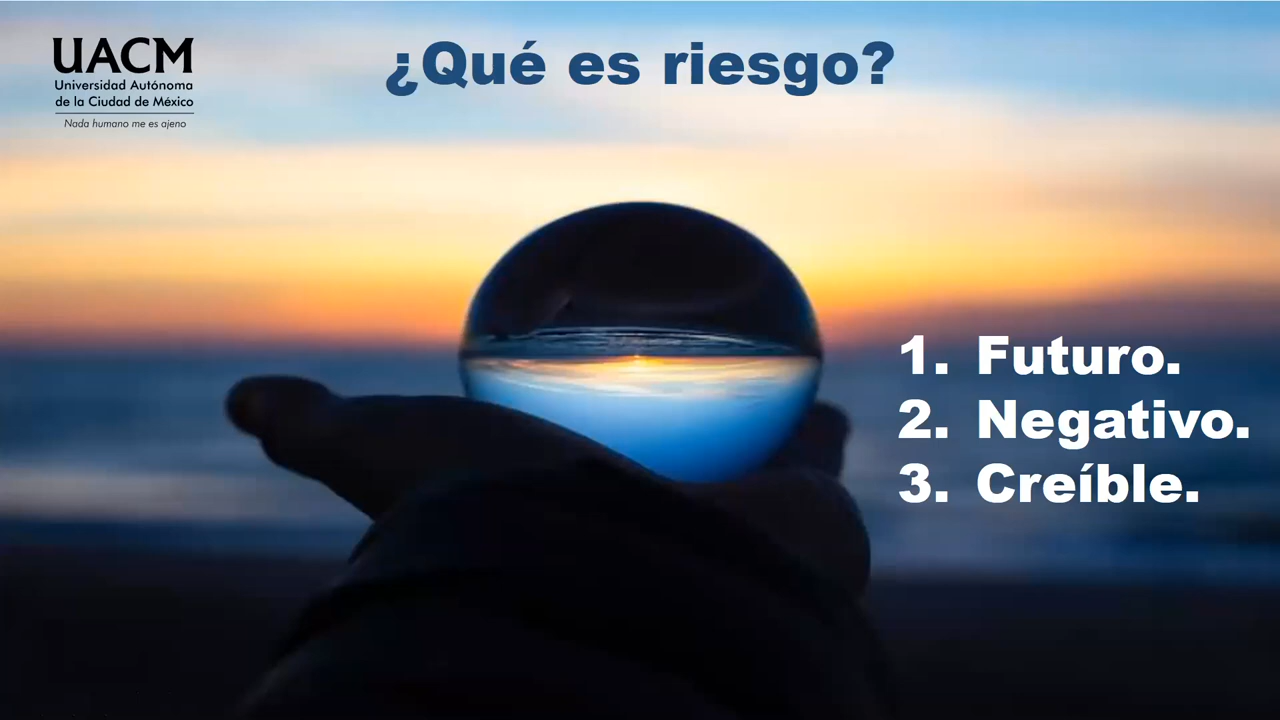 UACM
Universidad Autónoma
de la Ciudad de México
Nada humano me es ajeno
¿Qué es riesgo?
1. Futuro.
2. Negativo.
3. Creíble.